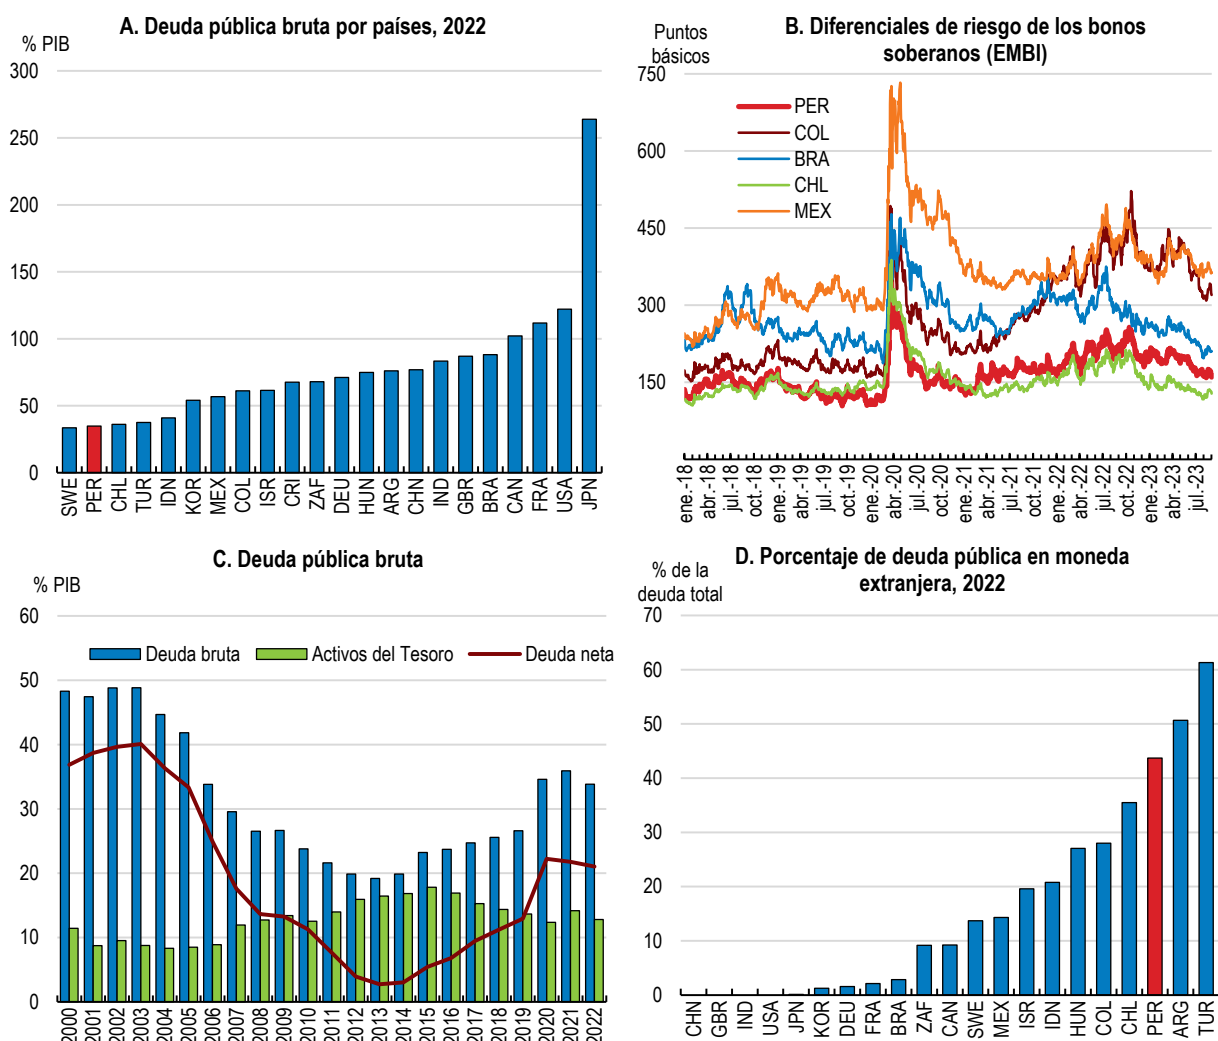 A. Deuda pública bruta por países, 2022
% PIB
300
250
200
150
100
50
0
SWE
PER
CHL
TUR
IDN
KOR
MEX
COL
ISR
CRI
ZAF
DEU
HUN
ARG
CHN
IND
GBR
BRA
CAN
FRA
USA
JPN
B. Diferenciales de riesgo de los bonos
soberanos (EMBI)
Puntos
básicos
750
600
450
300
150
PER
COL
BRA
CHL
MEX
ene.-18
abr.-18
jul.-18
oct.-18
ene.-19
abr.-19
jul.-19
oct.-19
ene.-20
abr.-20
jul.-20
oct.-20
ene.-21
abr.-21
jul.-21
oct.-21
ene.-22
abr.-22
jul.-22
oct.-22
ene.-23
abr.-23
jul.-23
C. Deuda pública bruta
% PIB
60
50
40
30
20
10
0
Deuda bruta
Activos del Tesoro
Deuda neta
2000
2001
2002
2003
2004
2005
2006
2007
2008
2009
2010
2011
2012
2013
2014
2015
2016
2017
2018
2019
2020
2021
2022
D. Porcentaje de deuda pública en moneda
extranjera, 2022
% de la
deuda total
70
60
50
40
30
20
10
0
CHN
GBR
IND
USA
JPN
KOR
DEU
FRA
BRA
ZAF
CAN
SWE
MEX
ISR
IDN
HUN
COL
CHL
PER
ARG
TUR